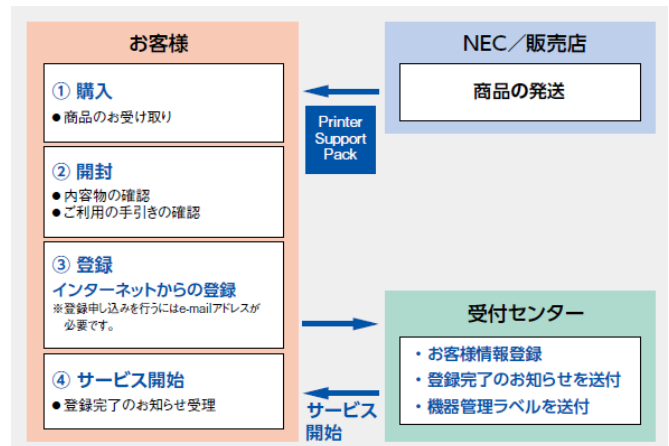 お客様
① 購入
●商品のお受け取り
② 開封
●内容物の確認
●ご利用の手引きの確認
③ 登録
インターネットからの登録
※登録申し込みを行うにはe-mailアドレスが
必要です。
④ サービス開始
●登録完了のお知らせ受理
NEC／販売店
商品の発送
Printer
Support
Pack
受付センター
・お客様情報登録
・登録完了のお知らせを送付
・機器管理ラベルを送付
サービス
開始